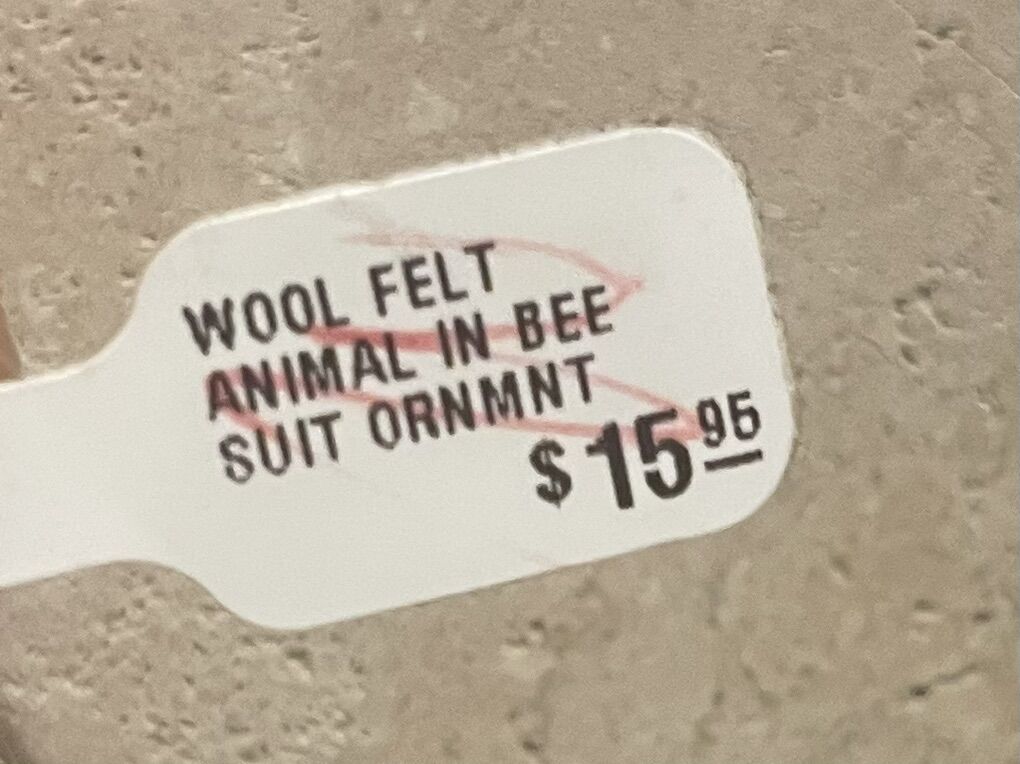 WOOL FELT
ANIMAL IN BEE
SUIT ORNMNT
$15.95